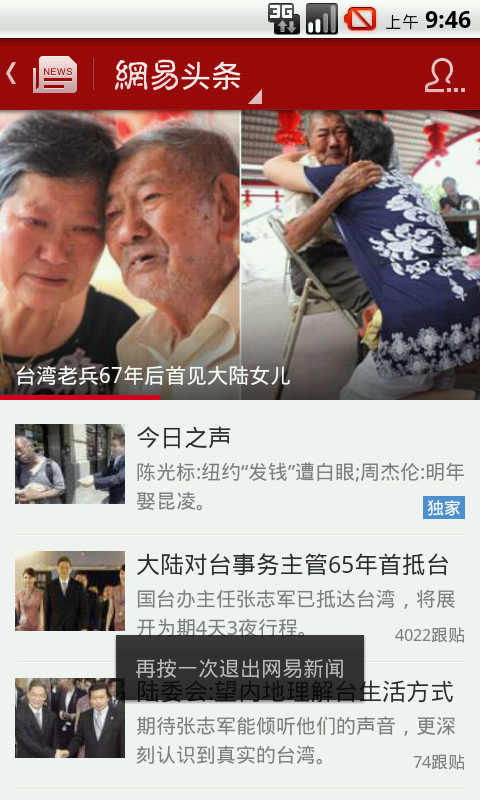 3G
上午 9:46
NEWS
網易头条
台湾老兵67年后首见大陆女儿
今日之声
陈光标:纽约“发钱”遭白眼;周杰伦:明年
娶昆凌。
独家
大陆对台事务主管65年首抵台
国台办主任张志军已抵达台湾，将展
开为期4天3夜行程。
4022跟贴
再按一次退出网易新闻
陆委会:望内地理解台生活方式
期待张志军能倾听他们的声音，更深
刻认识到真实的台湾。
74跟贴